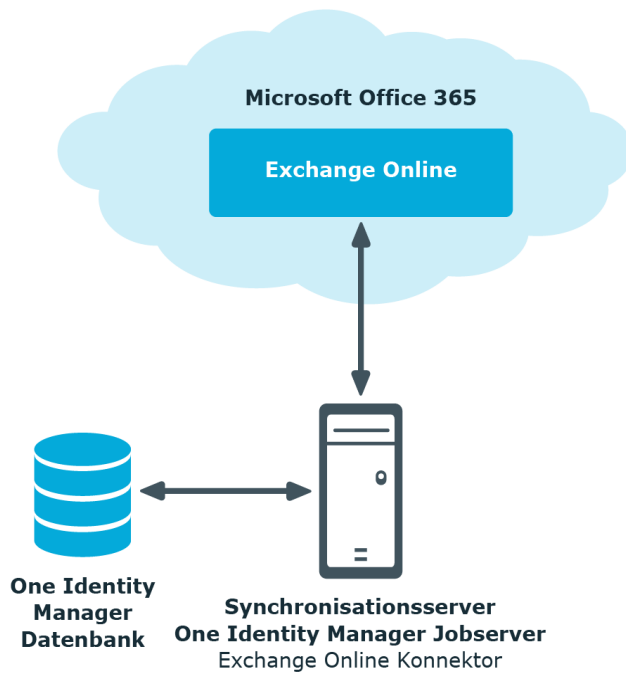 Microsoft Office 365
Exchange Online
One Identity
Manager
Datenbank
Synchronisationsserver
One Identity Manager Jobserver
Exchange Online Konnektor